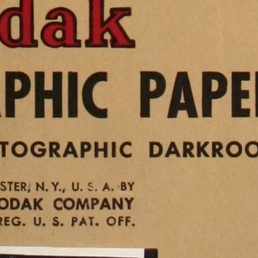 dak
APHIC PAPE
TOGRAPHIC DARKROO
STER, N.Y., U. S. A. BY
ODAK COMPANY
REG. U. S. PAT. OFF.